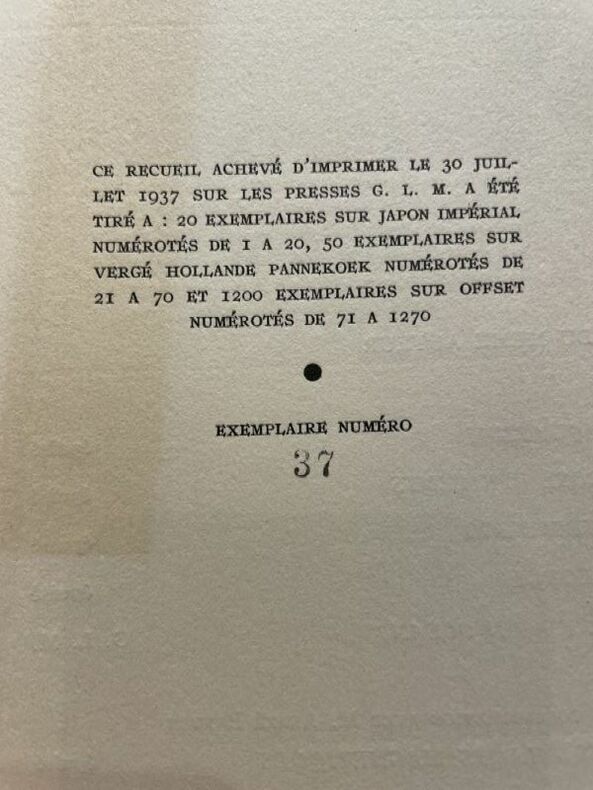 CE RECUEIL ACHEVÉ D'IMPRIMER LE 30 JUIL-
LET 1937 SUR LES PRESSES G. L. M. A ÉTÉ
TIRÉ A : 20 EXEMPLAIRES SUR JAPON IMPÉRIAL
NUMÉROTÉS DE 1 A 20, 50 EXEMPLAIRES SUR
VERGÉ HOLLANDE PANNEKOEK NUMÉROTÉS DE
21 A 70 ET 1200 EXEMPLAIRES SUR OFFSET
NUMÉROTÉS DE 71 A 1270
●
EXEMPLAIRE NUMÉRO
37